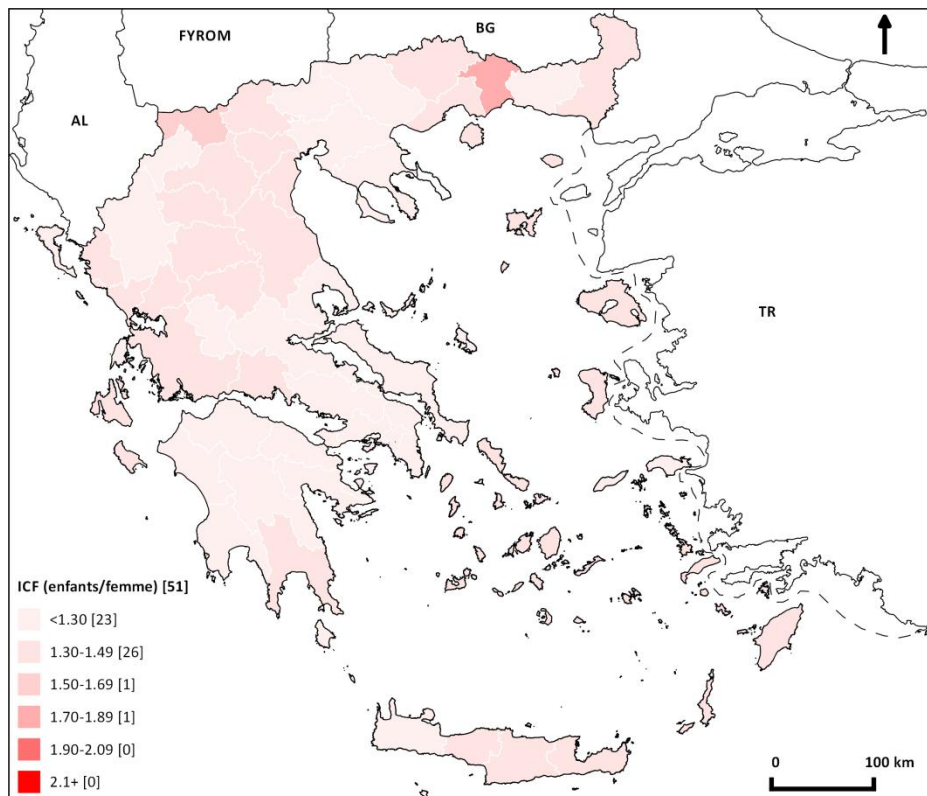 FYROM
BG
AL
TR
ICF (enfants/femme) [51]
<1.30 [23]
1.30-1.49 [26]
1.50-1.69 [1]
1.70-1.89 [1]
1.90-2.09 [0]
2.1+ [0]
0 100 km